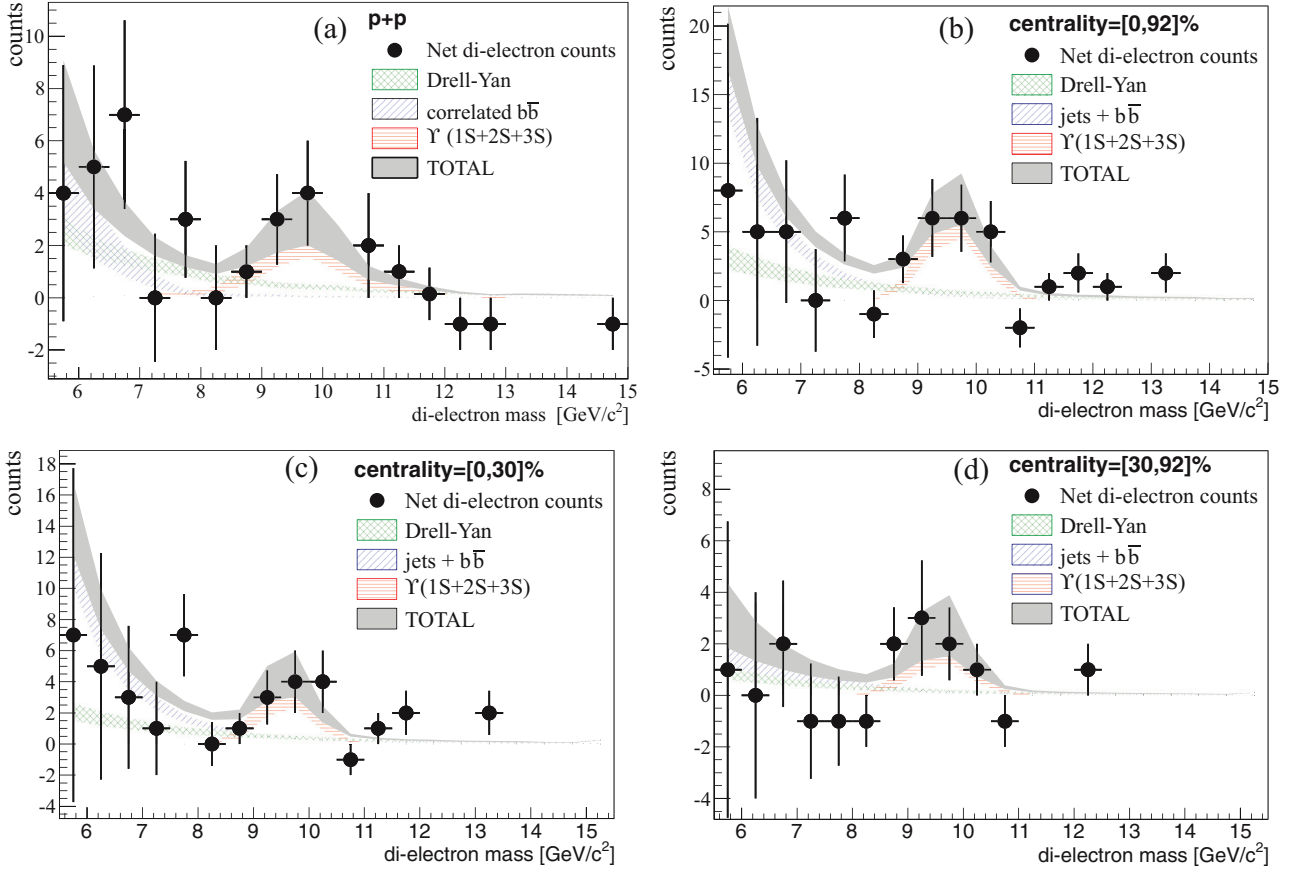 (a)
p+p
counts
Net di-electron counts
Drell-Yan
correlated bb̅
ϒ (1S+2S+3S)
TOTAL
10
8
6
4
2
0
-2
6 7 8 9 10 11 12 13 14 15
di-electron mass [GeV/c²]
(b)
centrality=[0,92]%
counts
Net di-electron counts
Drell-Yan
jets + bb̅
ϒ(1S+2S+3S)
TOTAL
20
15
10
5
0
-5
6 7 8 9 10 11 12 13 14 15
di-electron mass [GeV/c²]
(c)
centrality=[0,30]%
counts
Net di-electron counts
Drell-Yan
jets + bb̅
ϒ(1S+2S+3S)
TOTAL
18
16
14
12
10
8
6
4
2
0
-2
-4
6 7 8 9 10 11 12 13 14 15
di-electron mass [GeV/c²]
(d)
centrality=[30,92]%
counts
Net di-electron counts
Drell-Yan
jets + bb̅
ϒ(1S+2S+3S)
TOTAL
8
6
4
2
0
-2
-4
6 7 8 9 10 11 12 13 14 15
di-electron mass [GeV/c²]